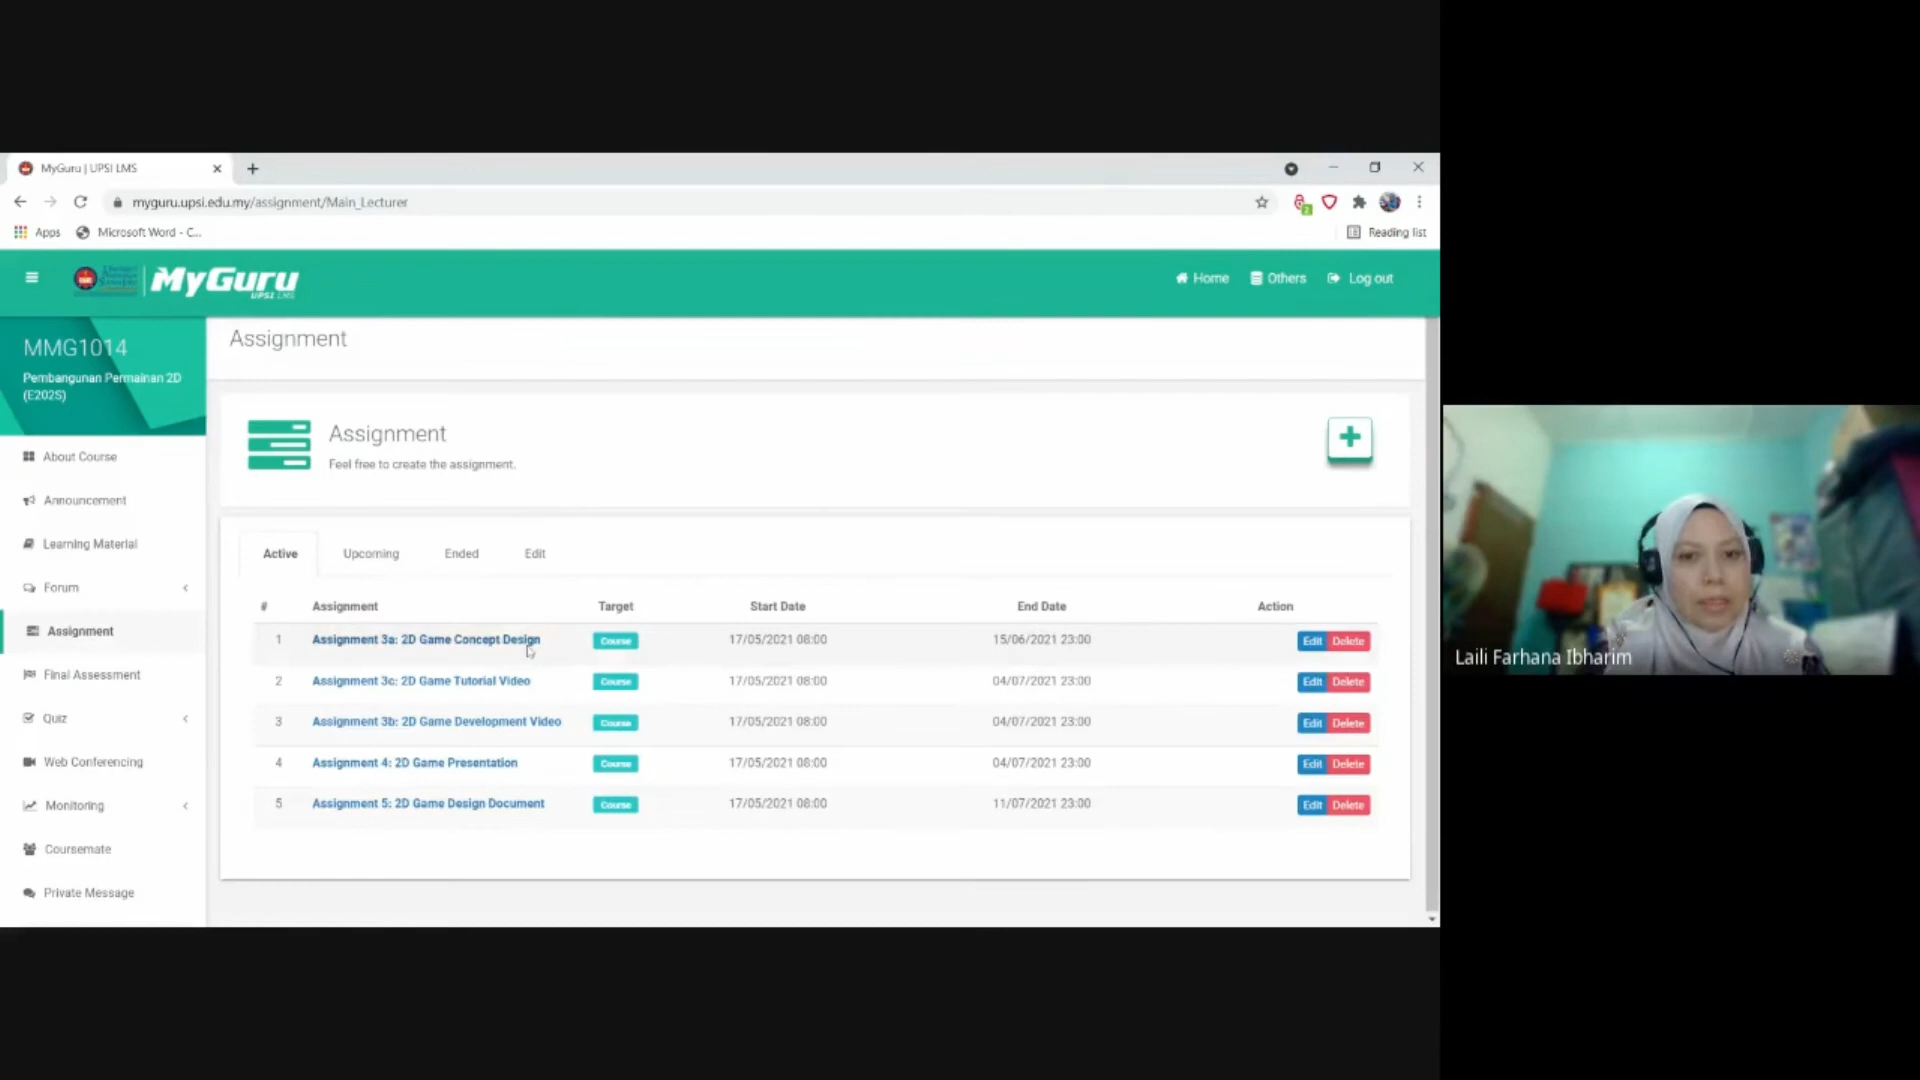 MyGuru | UPSI LMS
myguru.upsi.edu.my/assignment/Main_Lecturer
Apps
Microsoft Word - C...
Reading list
MyGuru
UPSI LMS
Home
Others
Log out
MMG1014
Pembangunan Permainan 2D
(E202S)
About Course
Announcement
Learning Material
Forum
Assignment
Final Assessment
Quiz
Web Conferencing
Monitoring
Coursemate
Private Message
Assignment
Assignment
Feel free to create the assignment.
Active Upcoming Ended Edit
# Assignment Target Start Date End Date Action
1 Assignment 3a: 2D Game Concept Design Course 17/05/2021 08:00 15/06/2021 23:00 Edit Delete
2 Assignment 3c: 2D Game Tutorial Video Course 17/05/2021 08:00 04/07/2021 23:00 Edit Delete
3 Assignment 3b: 2D Game Development Video Course 17/05/2021 08:00 04/07/2021 23:00 Edit Delete
4 Assignment 4: 2D Game Presentation Course 17/05/2021 08:00 04/07/2021 23:00 Edit Delete
5 Assignment 5: 2D Game Design Document Course 17/05/2021 08:00 11/07/2021 23:00 Edit Delete
Laili Farhana Ibharim